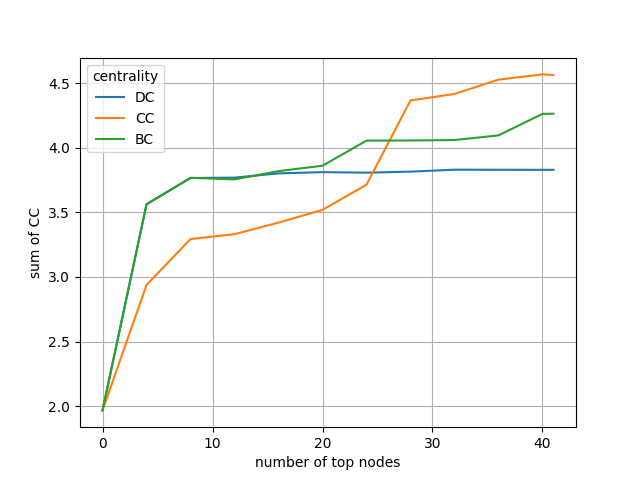 centrality
DC
CC
BC
4.5
4.0
3.5
3.0
2.5
2.0
sum of CC
0 10 20 30 40
number of top nodes